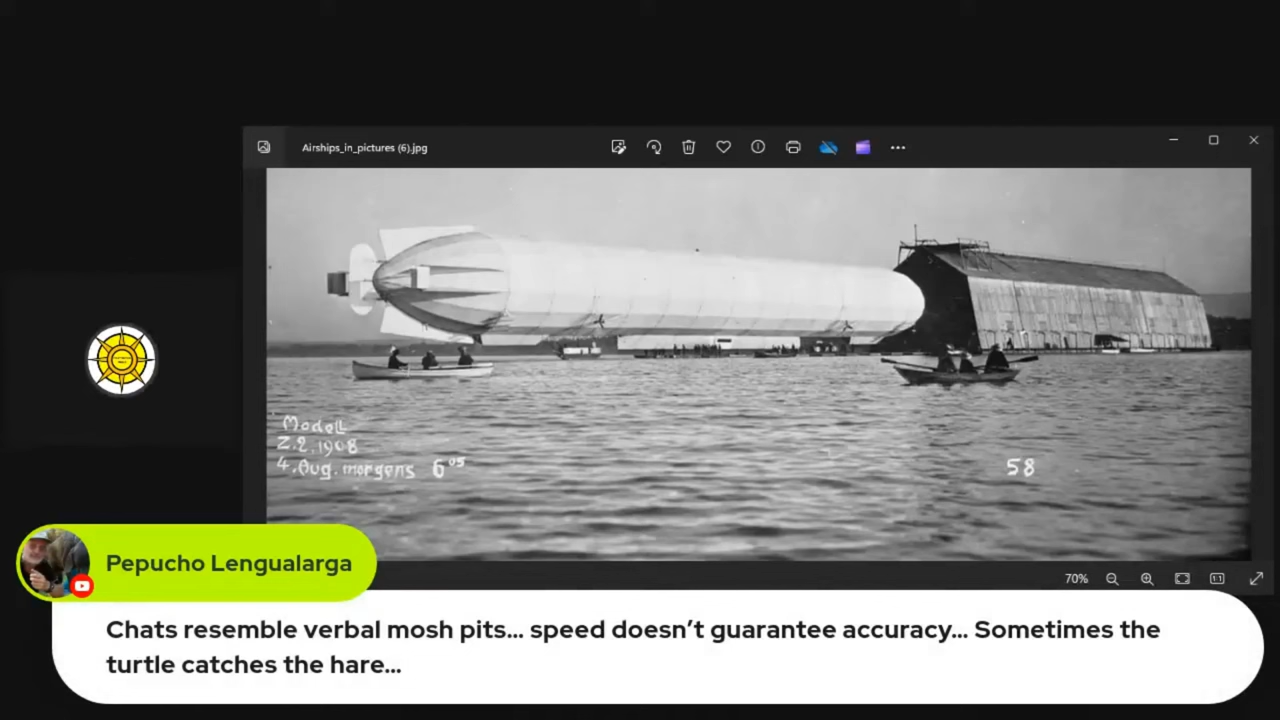 Airships_in_pictures (6).jpg
Modell
Z.2.1908
4. Aug. morgens 6⁰⁵
58
70%
Pepucho Lengualarga
Chats resemble verbal mosh pits... speed doesn’t guarantee accuracy... Sometimes the
turtle catches the hare...